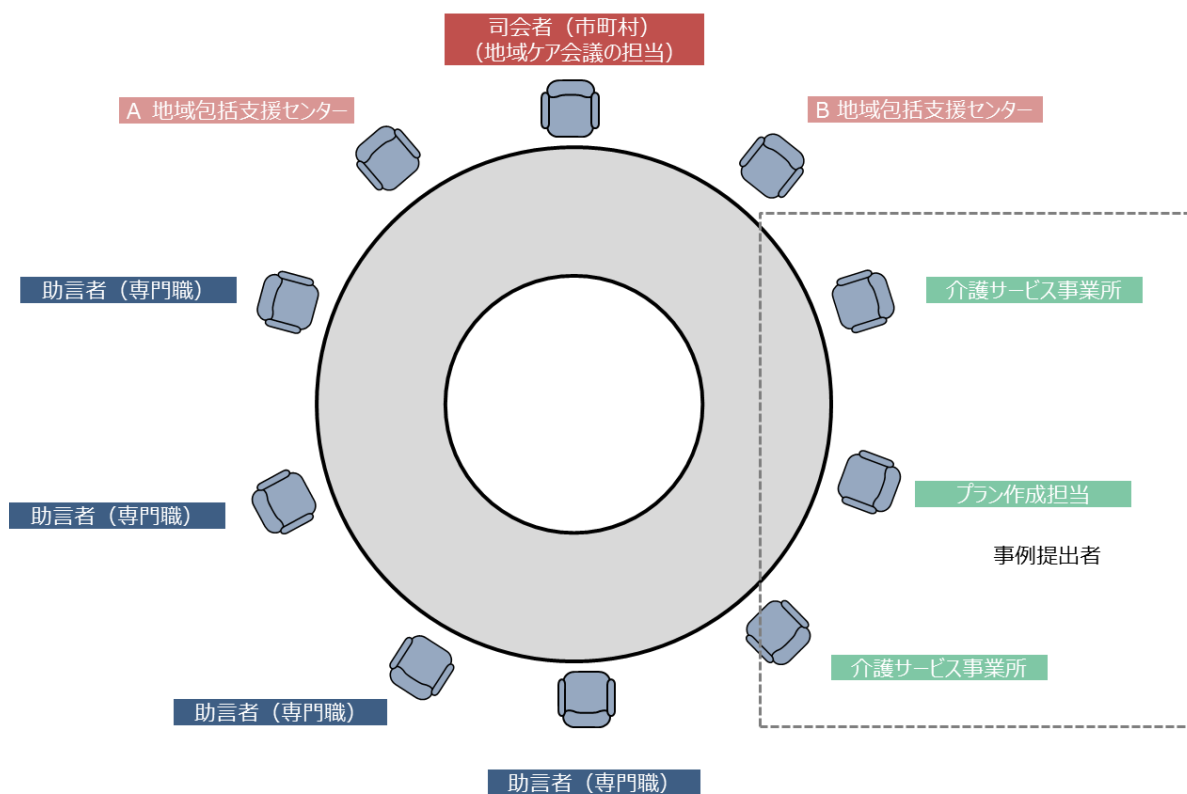 司会者（市町村）
（地域ケア会議の担当）
A 地域包括支援センター
B 地域包括支援センター
助言者（専門職）
介護サービス事業所
助言者（専門職）
プラン作成担当
事例提出者
介護サービス事業所
助言者（専門職）
助言者（専門職）